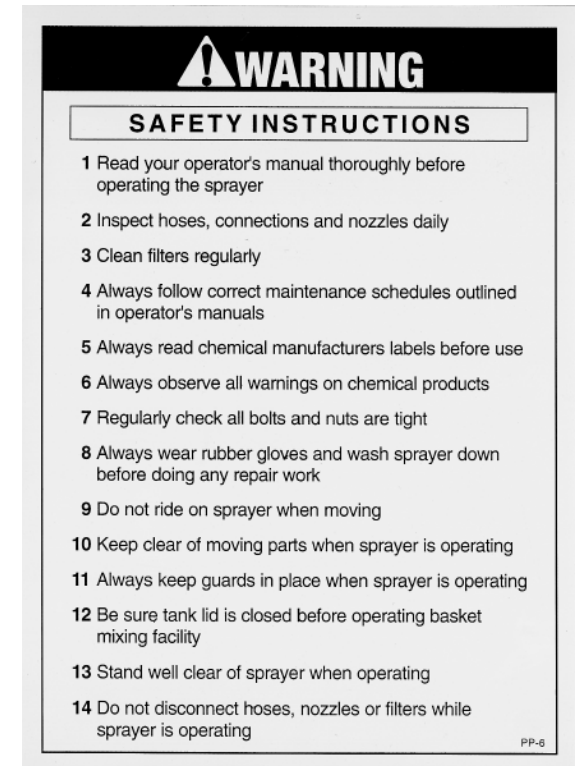 WARNING
SAFETY INSTRUCTIONS
1 Read your operator's manual thoroughly before
operating the sprayer
2 Inspect hoses, connections and nozzles daily
3 Clean filters regularly
4 Always follow correct maintenance schedules outlined
in operator's manuals
5 Always read chemical manufacturers labels before use
6 Always observe all warnings on chemical products
7 Regularly check all bolts and nuts are tight
8 Always wear rubber gloves and wash sprayer down
before doing any repair work
9 Do not ride on sprayer when moving
10 Keep clear of moving parts when sprayer is operating
11 Always keep guards in place when sprayer is operating
12 Be sure tank lid is closed before operating basket
mixing facility
13 Stand well clear of sprayer when operating
14 Do not disconnect hoses, nozzles or filters while
sprayer is operating
PP-6